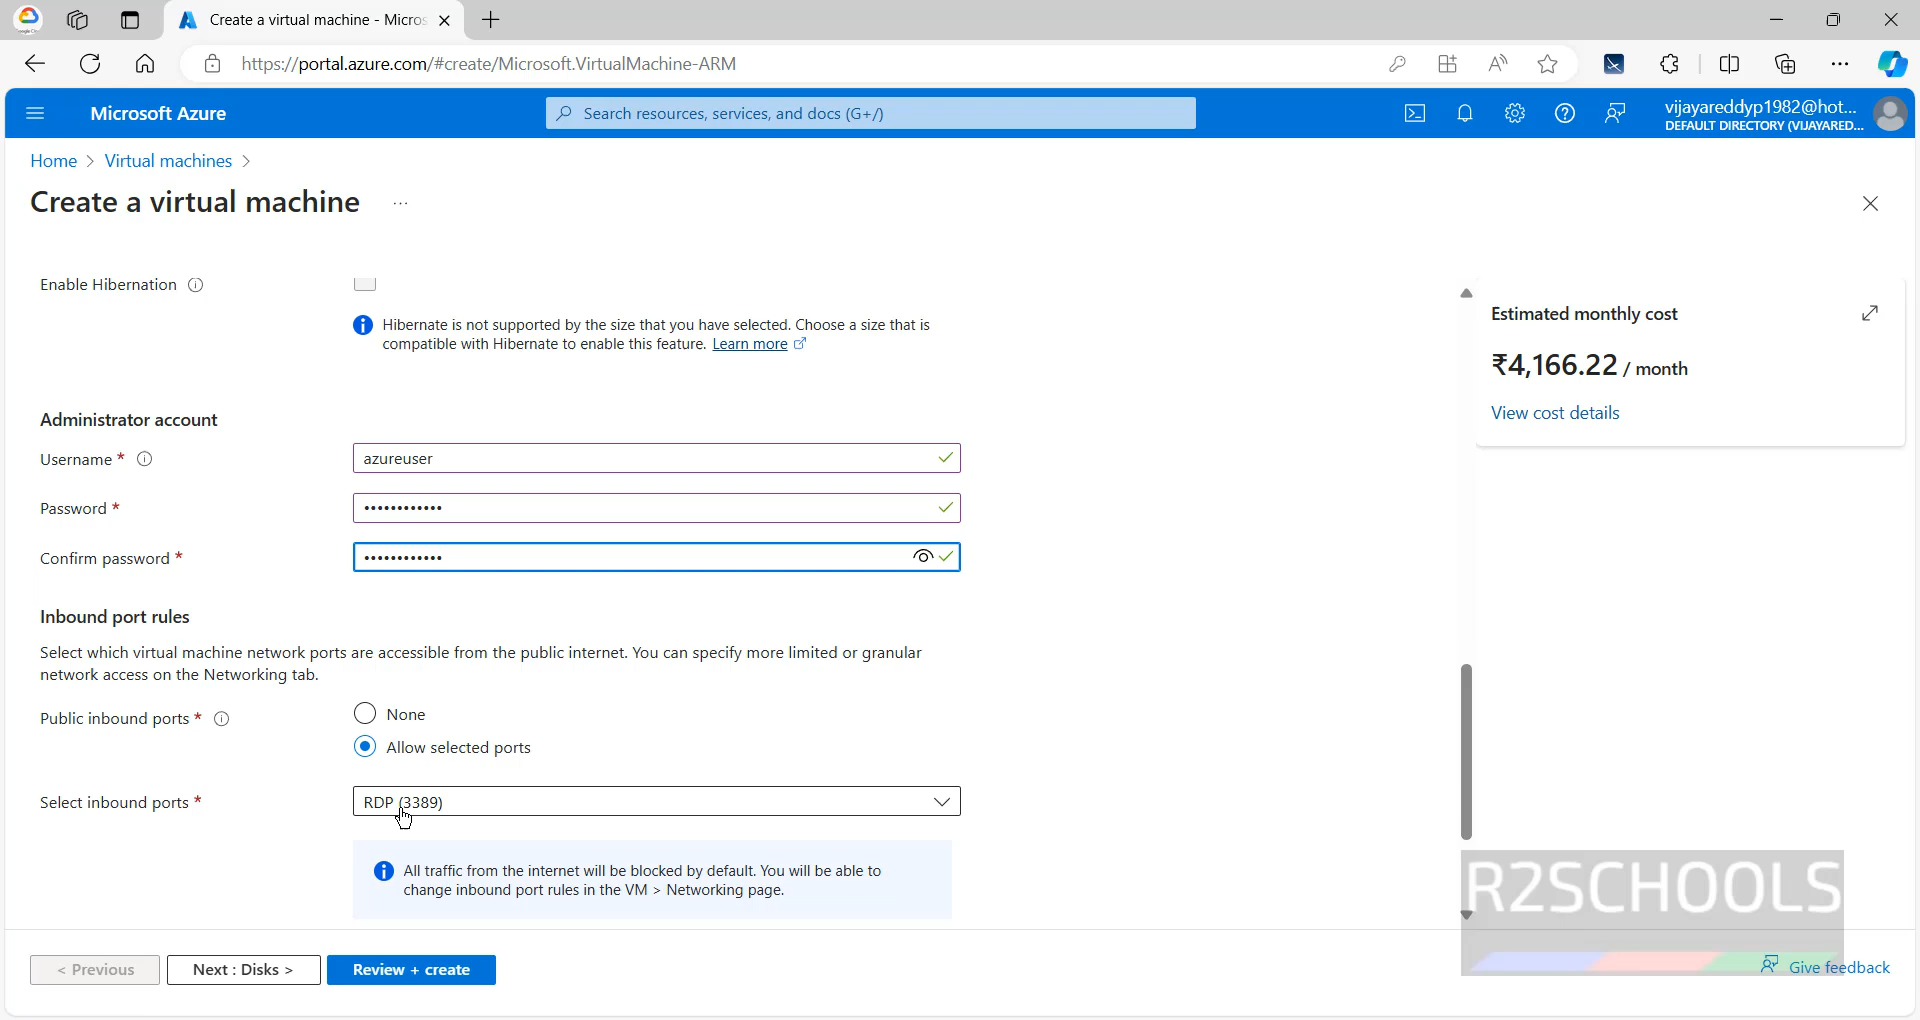 Create a virtual machine - Micros
https://portal.azure.com/#create/Microsoft.VirtualMachine-ARM
Microsoft Azure
Search resources, services, and docs (G+/)
vijayareddyp1982@hot...
DEFAULT DIRECTORY (VIJAYARED...
Home > Virtual machines >
Create a virtual machine ...
Enable Hibernation
Hibernate is not supported by the size that you have selected. Choose a size that is
compatible with Hibernate to enable this feature. Learn more
Estimated monthly cost
₹4,166.22 / month
View cost details
Administrator account
Username *
azureuser
Password *
••••••••••••
Confirm password *
••••••••••••
Inbound port rules
Select which virtual machine network ports are accessible from the public internet. You can specify more limited or granular
network access on the Networking tab.
Public inbound ports *
None
Allow selected ports
Select inbound ports *
RDP (3389)
All traffic from the internet will be blocked by default. You will be able to
change inbound port rules in the VM > Networking page.
R2SCHOOLS
< Previous
Next : Disks >
Review + create
Give feedback